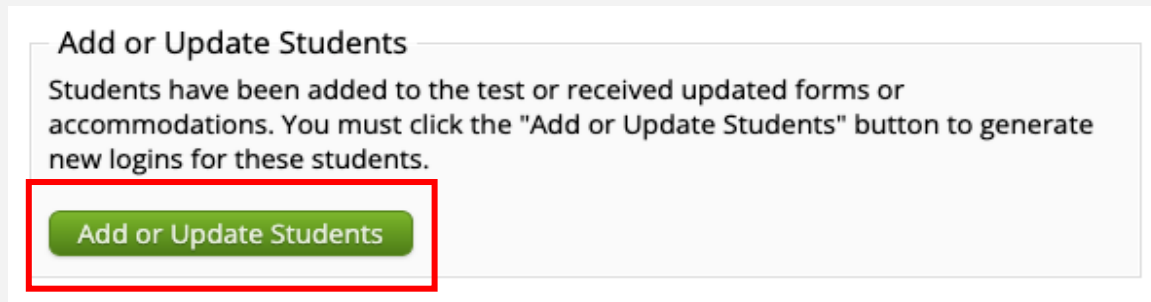 Add or Update Students
Students have been added to the test or received updated forms or
accommodations. You must click the "Add or Update Students" button to generate
new logins for these students.
Add or Update Students